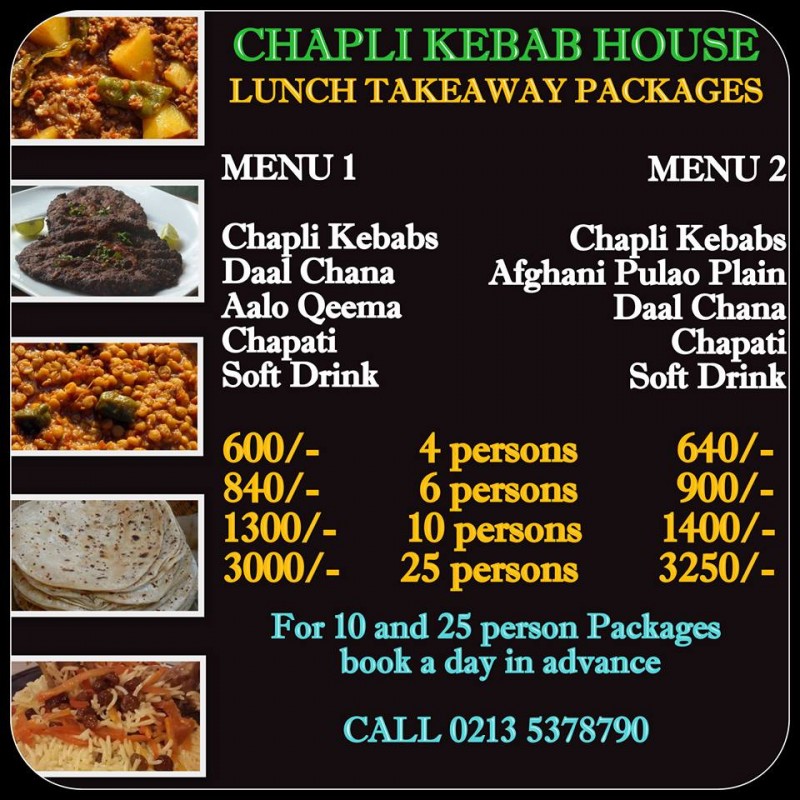 CHAPLI KEBAB HOUSE
LUNCH TAKEAWAY PACKAGES
MENU 1
Chapli Kebabs
Daal Chana
Aalo Qeema
Chapati
Soft Drink
MENU 2
Chapli Kebabs
Afghani Pulao Plain
Daal Chana
Chapati
Soft Drink
600/- 4 persons 640/-
840/- 6 persons 900/-
1300/- 10 persons 1400/-
3000/- 25 persons 3250/-
For 10 and 25 person Packages
book a day in advance
CALL 0213 5378790